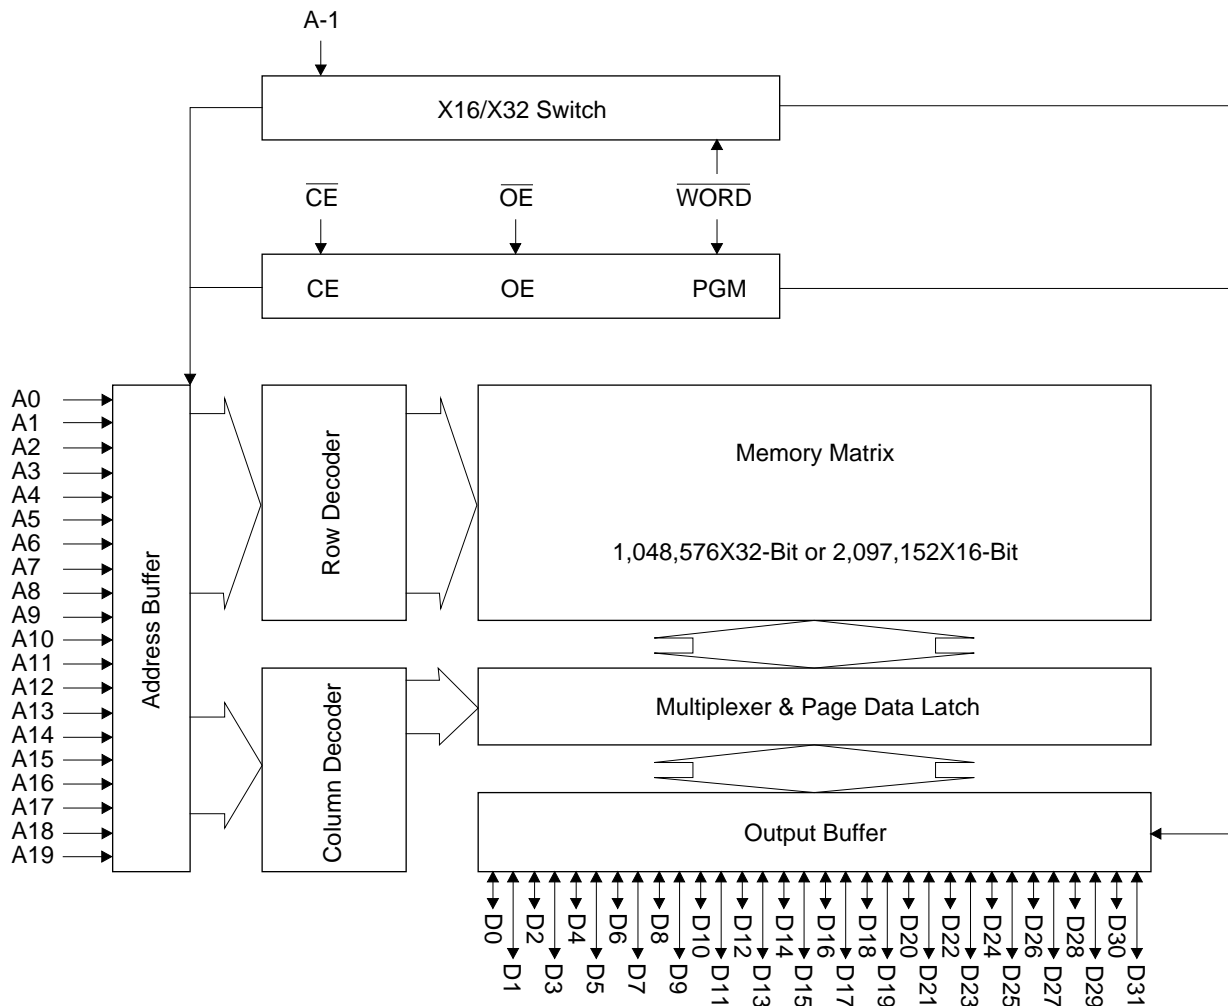 A-1
X16/X32 Switch
CE OE WORD
CE OE PGM
A0
A1
A2
A3
A4
A5
A6
A7
A8
A9
A10
A11
A12
A13
A14
A15
A16
A17
A18
A19
Address Buffer
Row Decoder
Column Decoder
Memory Matrix
1,048,576X32-Bit or 2,097,152X16-Bit
Multiplexer & Page Data Latch
Output Buffer
D0
D1
D2
D3
D4
D5
D6
D7
D8
D9
D10
D11
D12
D13
D14
D15
D16
D17
D18
D19
D20
D21
D22
D23
D24
D25
D26
D27
D28
D29
D30
D31